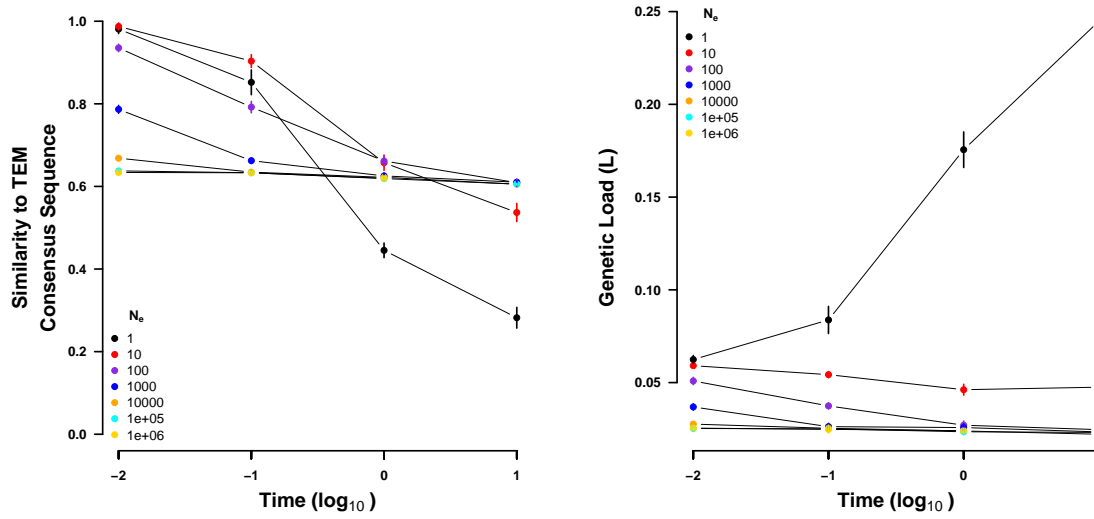 Similarity to TEM
Consensus Sequence
1.0
0.8
0.6
0.4
0.2
0.0
Nₑ
1
10
100
1000
10000
1e+05
1e+06
−2
−1
0
1
Time (log₁₀ )
Genetic Load (L)
0.25
0.20
0.15
0.10
0.05
Nₑ
1
10
100
1000
10000
1e+05
1e+06
−2
−1
0
Time (log₁₀ )